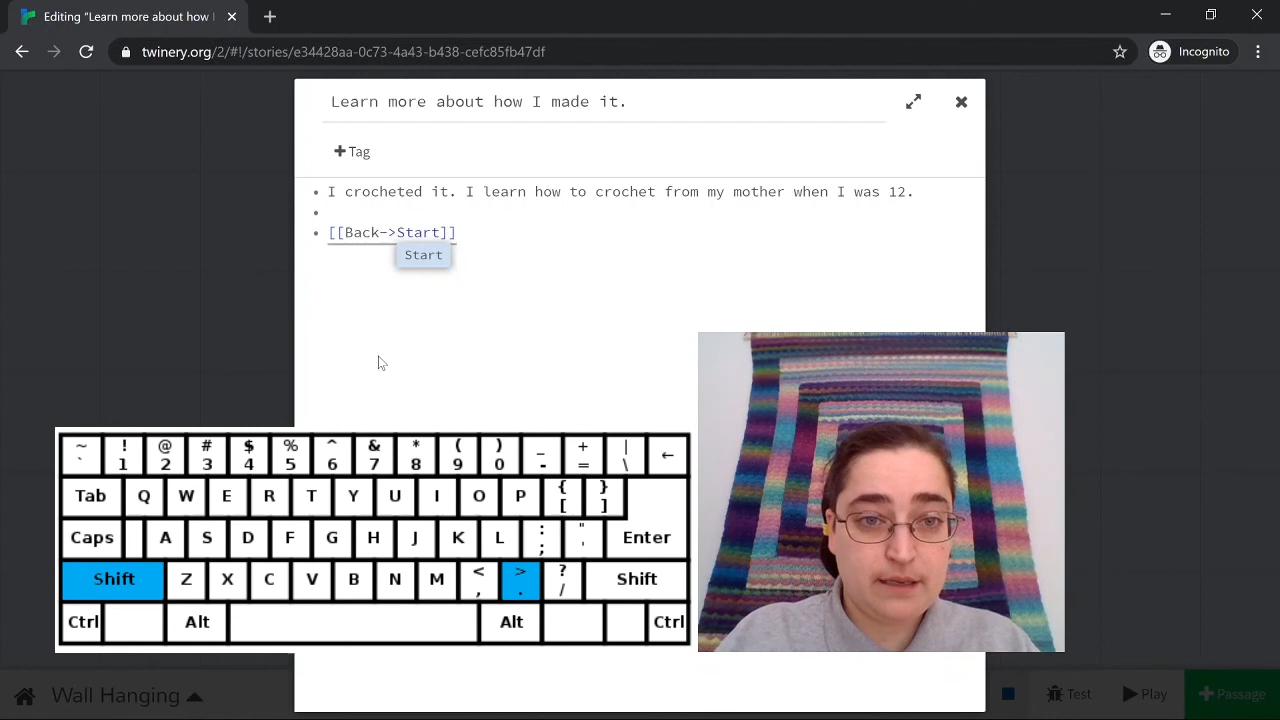 Editing “Learn more about how I
twinery.org/2/#!/stories/e34428aa-0c73-4a43-b438-cefc85fb47df
Incognito
Learn more about how I made it.
+Tag
I crocheted it. I learn how to crochet from my mother when I was 12.
[[Back->Start]]
Start
~ ! @ # $ % ^ & * ( ) _ + |
` 1 2 3 4 5 6 7 8 9 0 - = \ ←
Tab Q W E R T Y U I O P { [ } ]
Caps A S D F G H J K L : ; " ' Enter
Shift Z X C V B N M < , > . ? / Shift
Ctrl Alt Alt Ctrl
Wall Hanging
Test
Play
+Passage